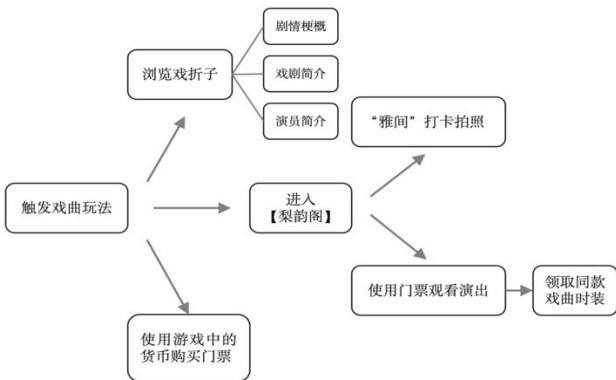 剧情梗概
浏览戏折子
戏剧简介
演员简介
“雅间”打卡拍照
触发戏曲玩法
进入
【梨韵阁】
使用门票观看演出
领取同款
戏曲时装
使用游戏中的
货币购买门票